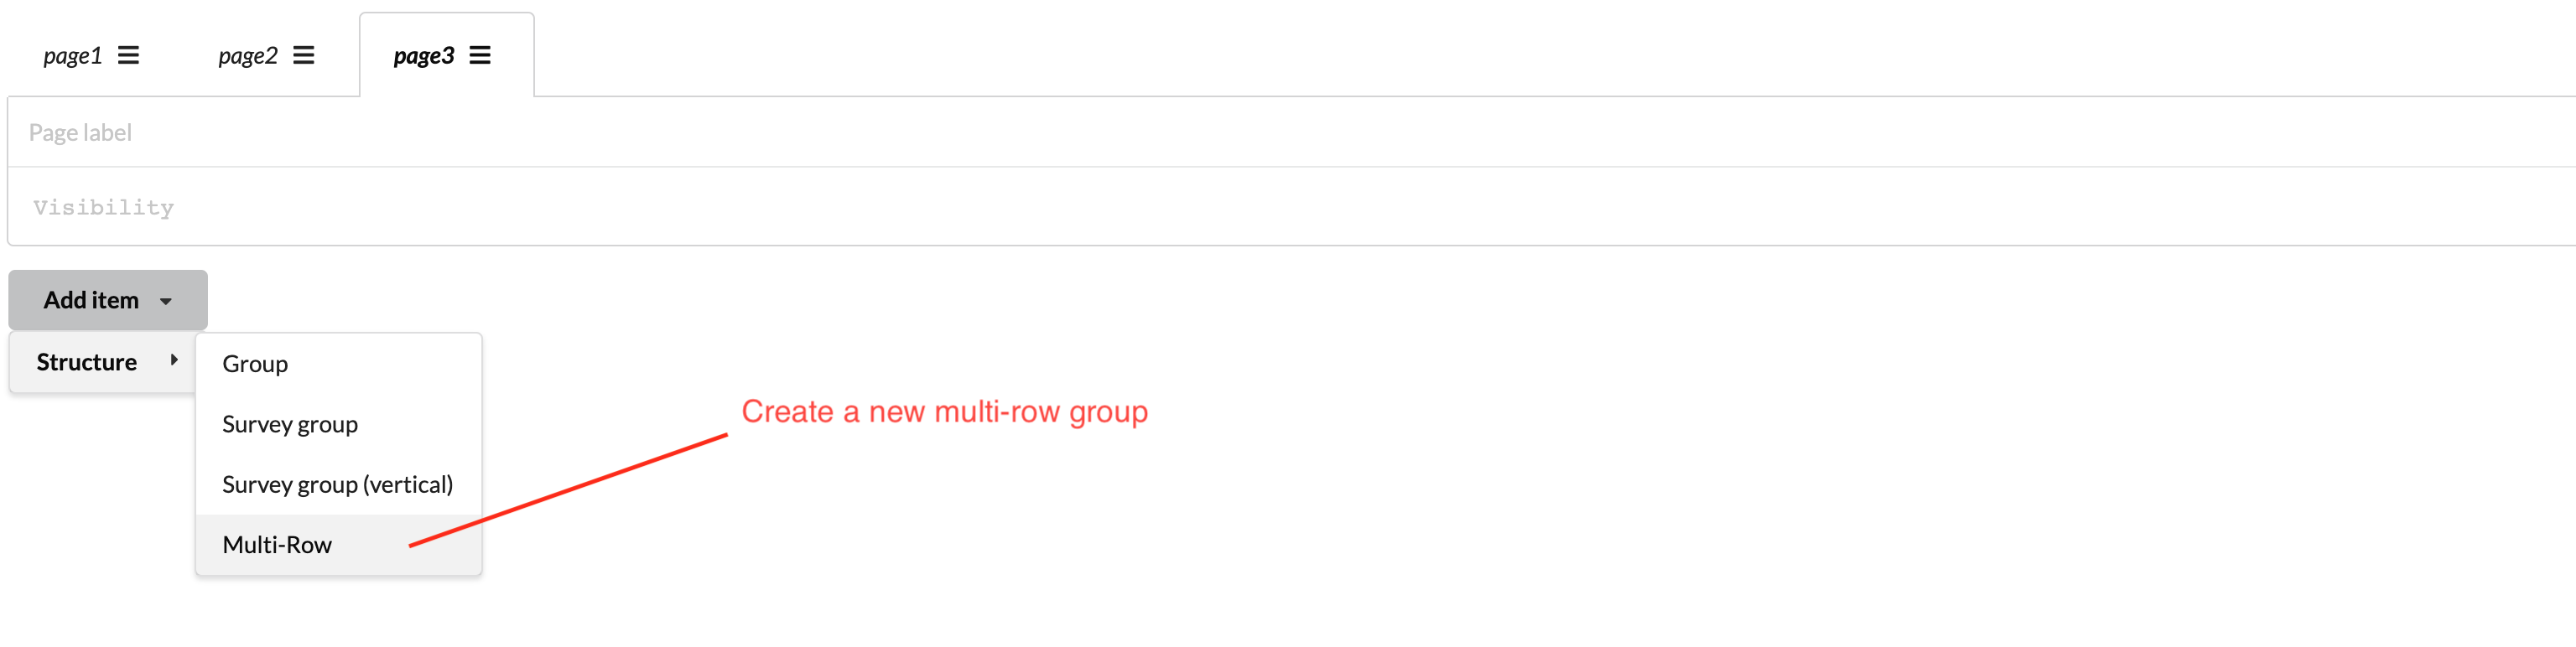 page1 page2 page3
Page label
Visibility
Add item
Structure
Group
Survey group
Survey group (vertical)
Multi-Row
Create a new multi-row group